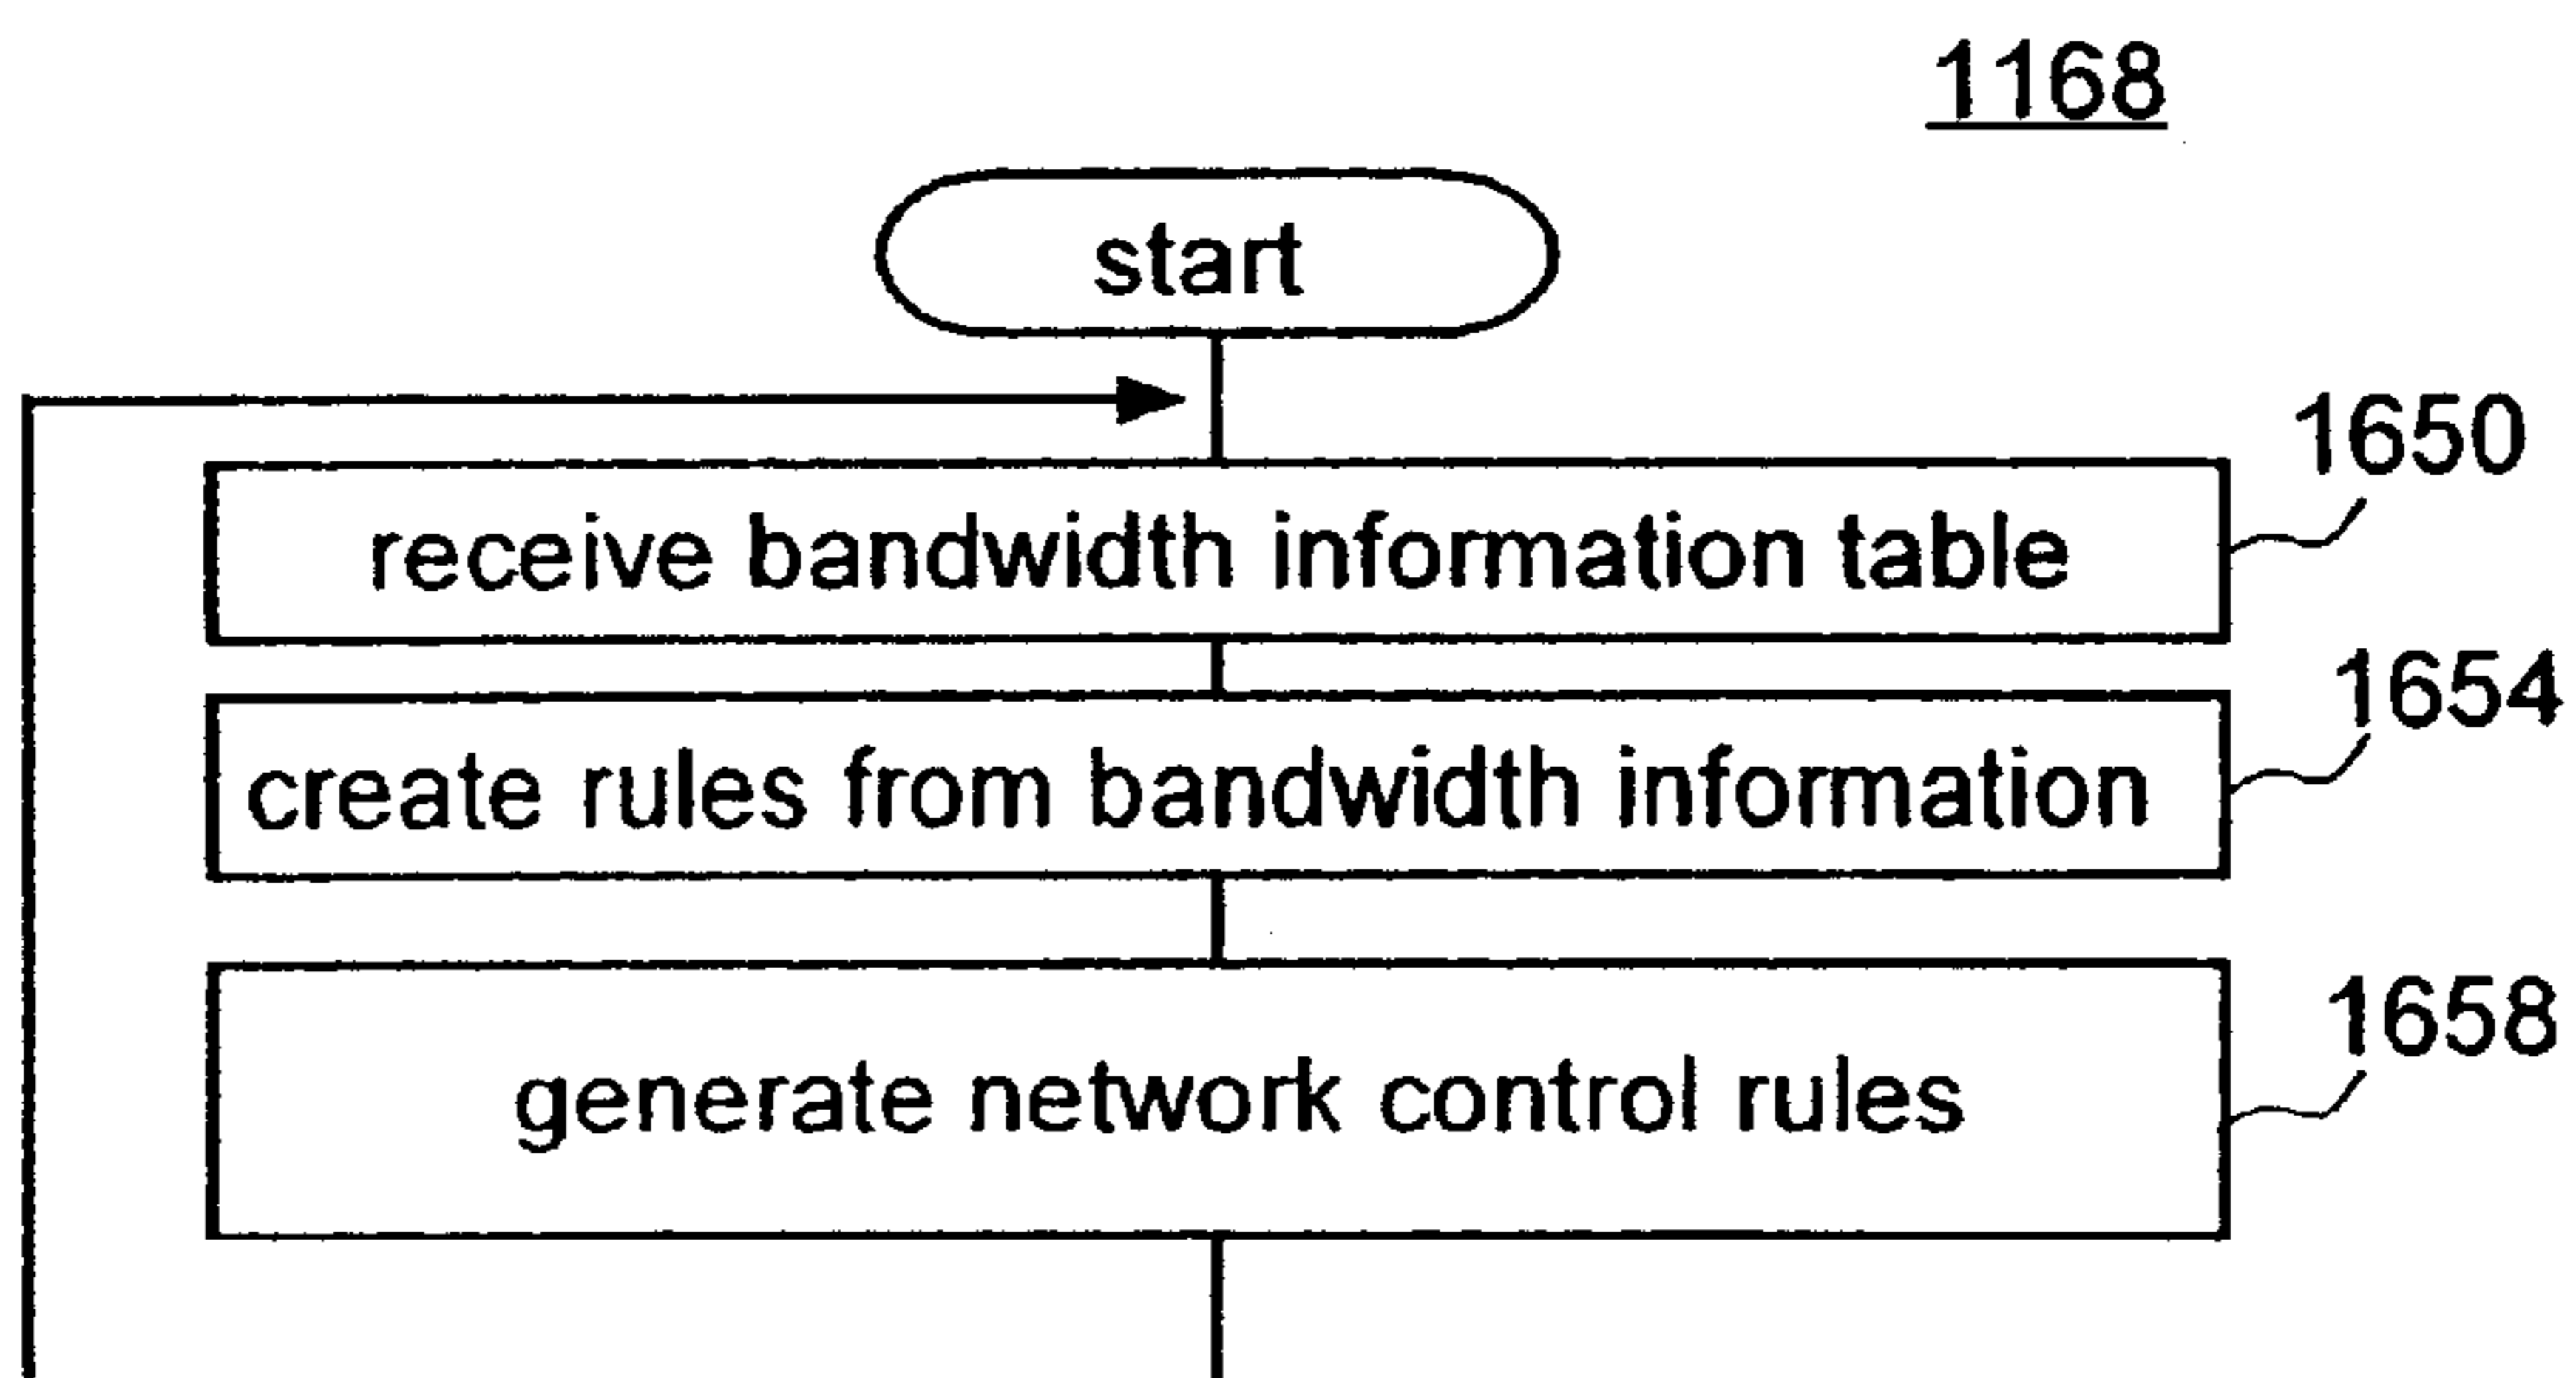 1168
start
1650
receive bandwidth information table
1654
create rules from bandwidth information
1658
generate network control rules